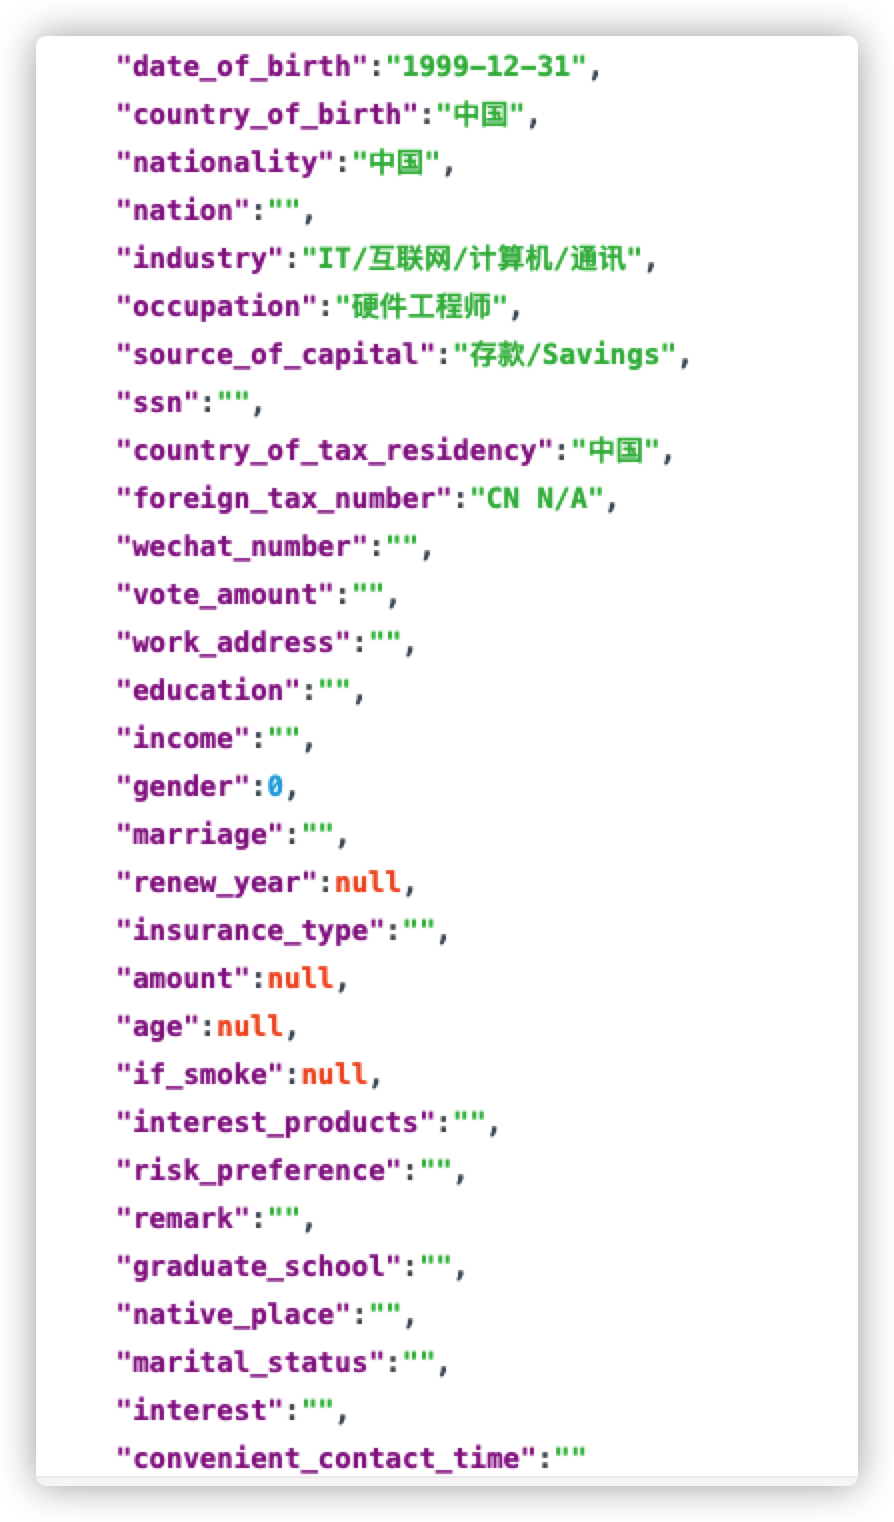 "date_of_birth":"1999-12-31",
"country_of_birth":"中国",
"nationality":"中国",
"nation":"",
"industry":"IT/互联网/计算机/通讯",
"occupation":"硬件工程师",
"source_of_capital":"存款/Savings",
"ssn":"",
"country_of_tax_residency":"中国",
"foreign_tax_number":"CN N/A",
"wechat_number":"",
"vote_amount":"",
"work_address":"",
"education":"",
"income":"",
"gender":0,
"marriage":"",
"renew_year":null,
"insurance_type":"",
"amount":null,
"age":null,
"if_smoke":null,
"interest_products":"",
"risk_preference":"",
"remark":"",
"graduate_school":"",
"native_place":"",
"marital_status":"",
"interest":"",
"convenient_contact_time":""